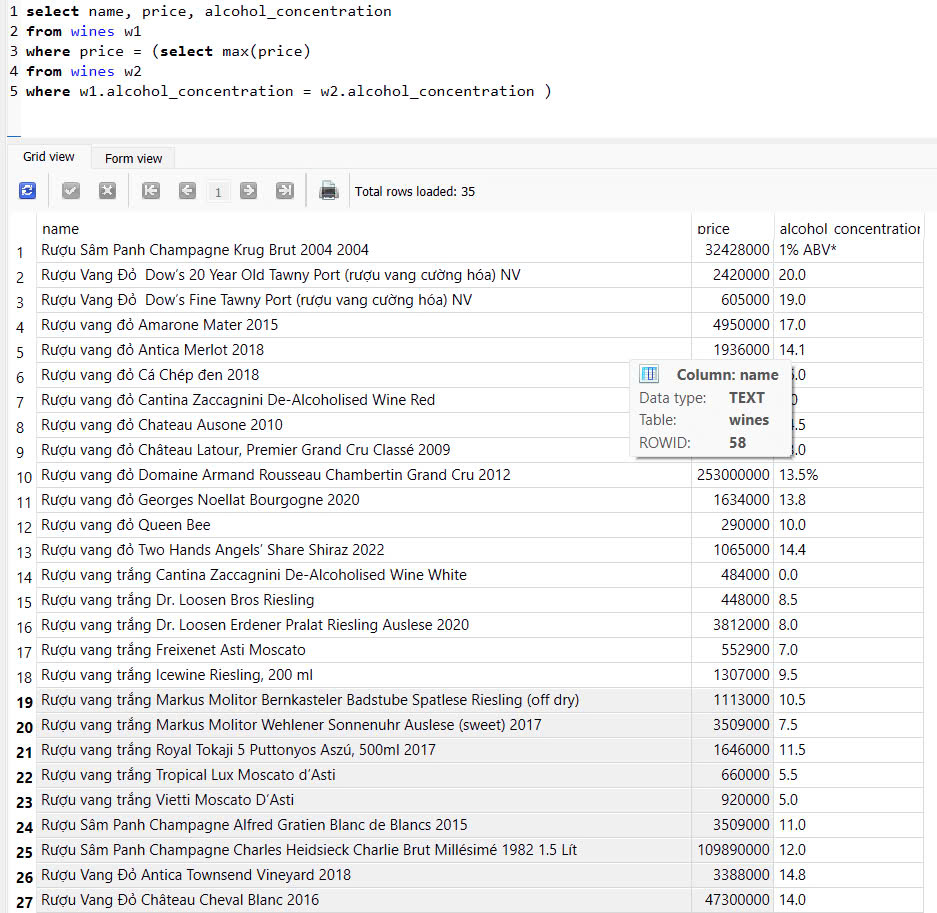 1 select name, price, alcohol_concentration
2 from wines w1
3 where price = (select max(price)
4 from wines w2
5 where w1.alcohol_concentration = w2.alcohol_concentration )
Grid view Form view
1 Total rows loaded: 35
name price alcohol concentration
1 Rượu Sâm Panh Champagne Krug Brut 2004 2004 32428000 1% ABV*
2 Rượu Vang Đỏ Dow's 20 Year Old Tawny Port (rượu vang cường hóa) NV 2420000 20.0
3 Rượu Vang Đỏ Dow's Fine Tawny Port (rượu vang cường hóa) NV 605000 19.0
4 Rượu vang đỏ Amarone Mater 2015 4950000 17.0
5 Rượu vang đỏ Antica Merlot 2018 1936000 14.1
6 Rượu vang đỏ Cá Chép đen 2018
7 Rượu vang đỏ Cantina Zaccagnini De-Alcoholised Wine Red
8 Rượu vang đỏ Chateau Ausone 2010
9 Rượu vang đỏ Château Latour, Premier Grand Cru Classé 2009
Column: name
Data type: TEXT
Table: wines
ROWID: 58
10 Rượu vang đỏ Domaine Armand Rousseau Chambertin Grand Cru 2012 253000000 13.5%
11 Rượu vang đỏ Georges Noellat Bourgogne 2020 1634000 13.8
12 Rượu vang đỏ Queen Bee 290000 10.0
13 Rượu vang đỏ Two Hands Angels' Share Shiraz 2022 1065000 14.4
14 Rượu vang trắng Cantina Zaccagnini De-Alcoholised Wine White 484000 0.0
15 Rượu vang trắng Dr. Loosen Bros Riesling 448000 8.5
16 Rượu vang trắng Dr. Loosen Erdener Pralat Riesling Auslese 2020 3812000 8.0
17 Rượu vang trắng Freixenet Asti Moscato 552900 7.0
18 Rượu vang trắng Icewine Riesling, 200 ml 1307000 9.5
19 Rượu vang trắng Markus Molitor Bernkasteler Badstube Spatlese Riesling (off dry) 1113000 10.5
20 Rượu vang trắng Markus Molitor Wehlener Sonnenuhr Auslese (sweet) 2017 3509000 7.5
21 Rượu vang trắng Royal Tokaji 5 Puttonyos Aszú, 500ml 2017 1646000 11.5
22 Rượu vang trắng Tropical Lux Moscato d'Asti 660000 5.5
23 Rượu vang trắng Vietti Moscato D'Asti 920000 5.0
24 Rượu Sâm Panh Champagne Alfred Gratien Blanc de Blancs 2015 3509000 11.0
25 Rượu Sâm Panh Champagne Charles Heidsieck Charlie Brut Millésimé 1982 1.5 Lít 109890000 12.0
26 Rượu Vang Đỏ Antica Townsend Vineyard 2018 3388000 14.8
27 Rượu Vang Đỏ Château Cheval Blanc 2016 47300000 14.0